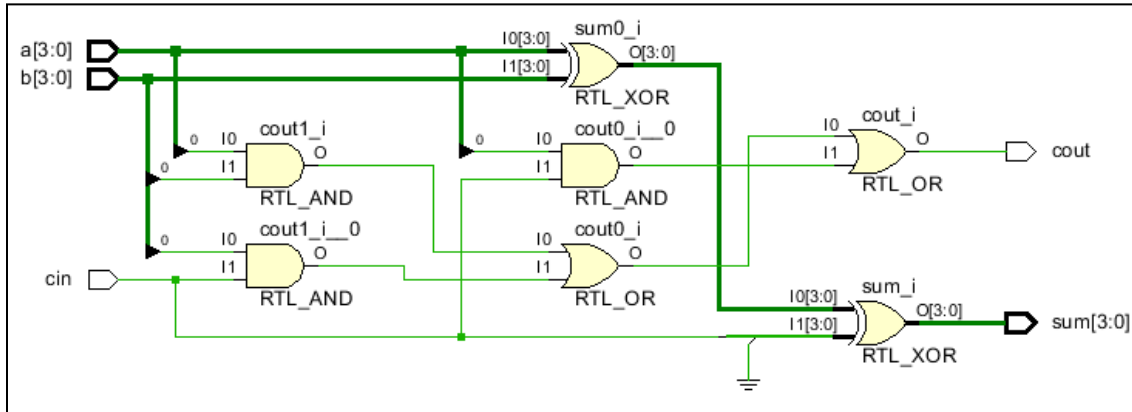 sum0_i
a[3:0]
I0[3:0]
O[3:0]
b[3:0]
I1[3:0]
RTL_XOR
cout1_i
cout0_i__0
cout_i
0
I0
O
0
I0
O
I0
O
cout
0
I1
I1
I1
RTL_AND
RTL_AND
RTL_OR
cout1_i__0
cout0_i
0
I0
O
I0
O
cin
I1
I1
sum_i
RTL_AND
RTL_OR
I0[3:0]
O[3:0]
sum[3:0]
I1[3:0]
RTL_XOR